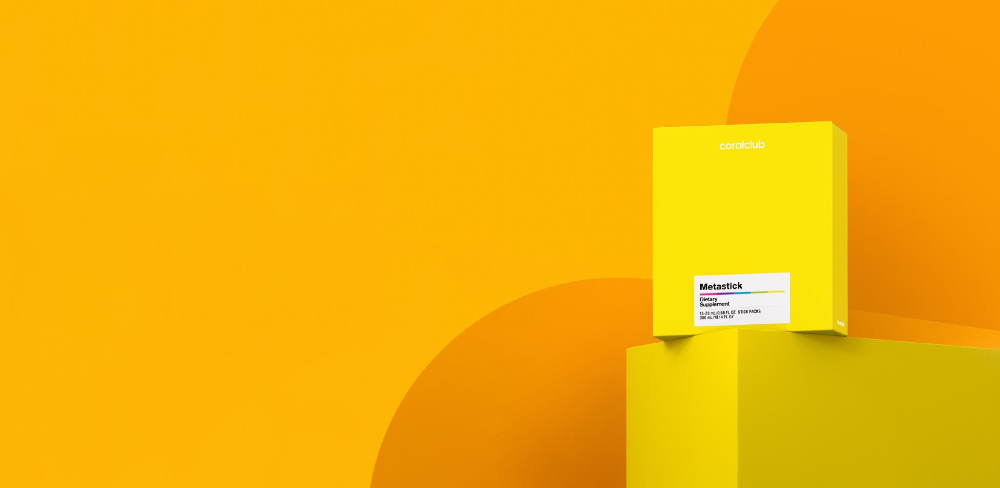 coralclub
Metastick
Dietary
Supplement
15-20 mL/0.68 FL OZ STICK PACKS
300 mL/10.14 FL OZ
coralclub